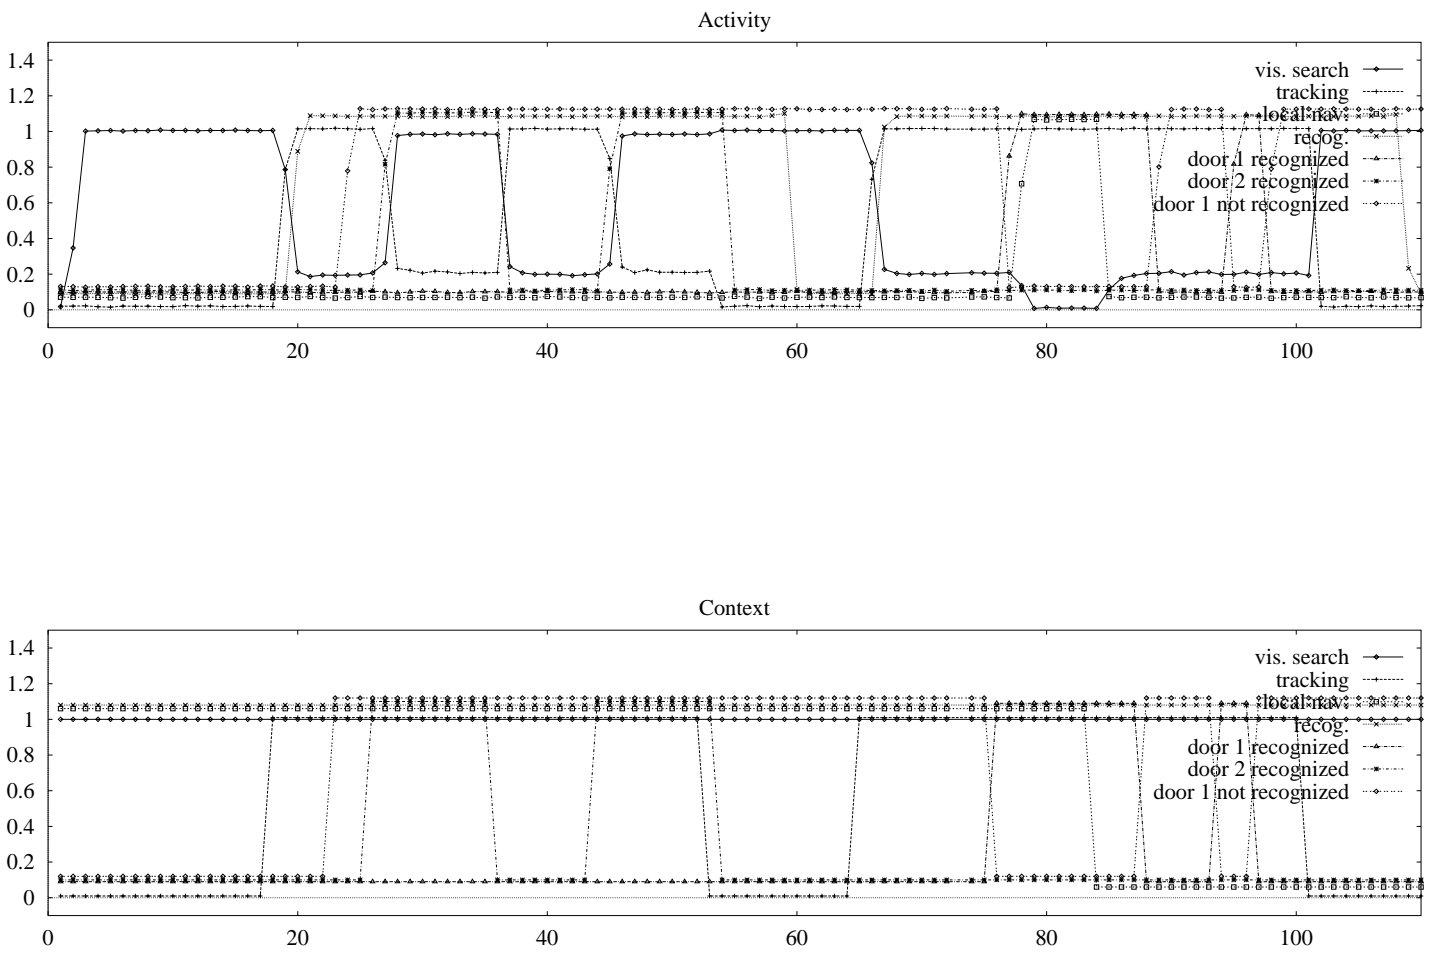 Activity
1.4
1.2
1
0.8
0.6
0.4
0.2
0
vis. search
tracking
local nav.
recog.
door 1 recognized
door 2 recognized
door 1 not recognized
0 20 40 60 80 100
Context
1.4
1.2
1
0.8
0.6
0.4
0.2
0
vis. search
tracking
local nav.
recog.
door 1 recognized
door 2 recognized
door 1 not recognized
0 20 40 60 80 100